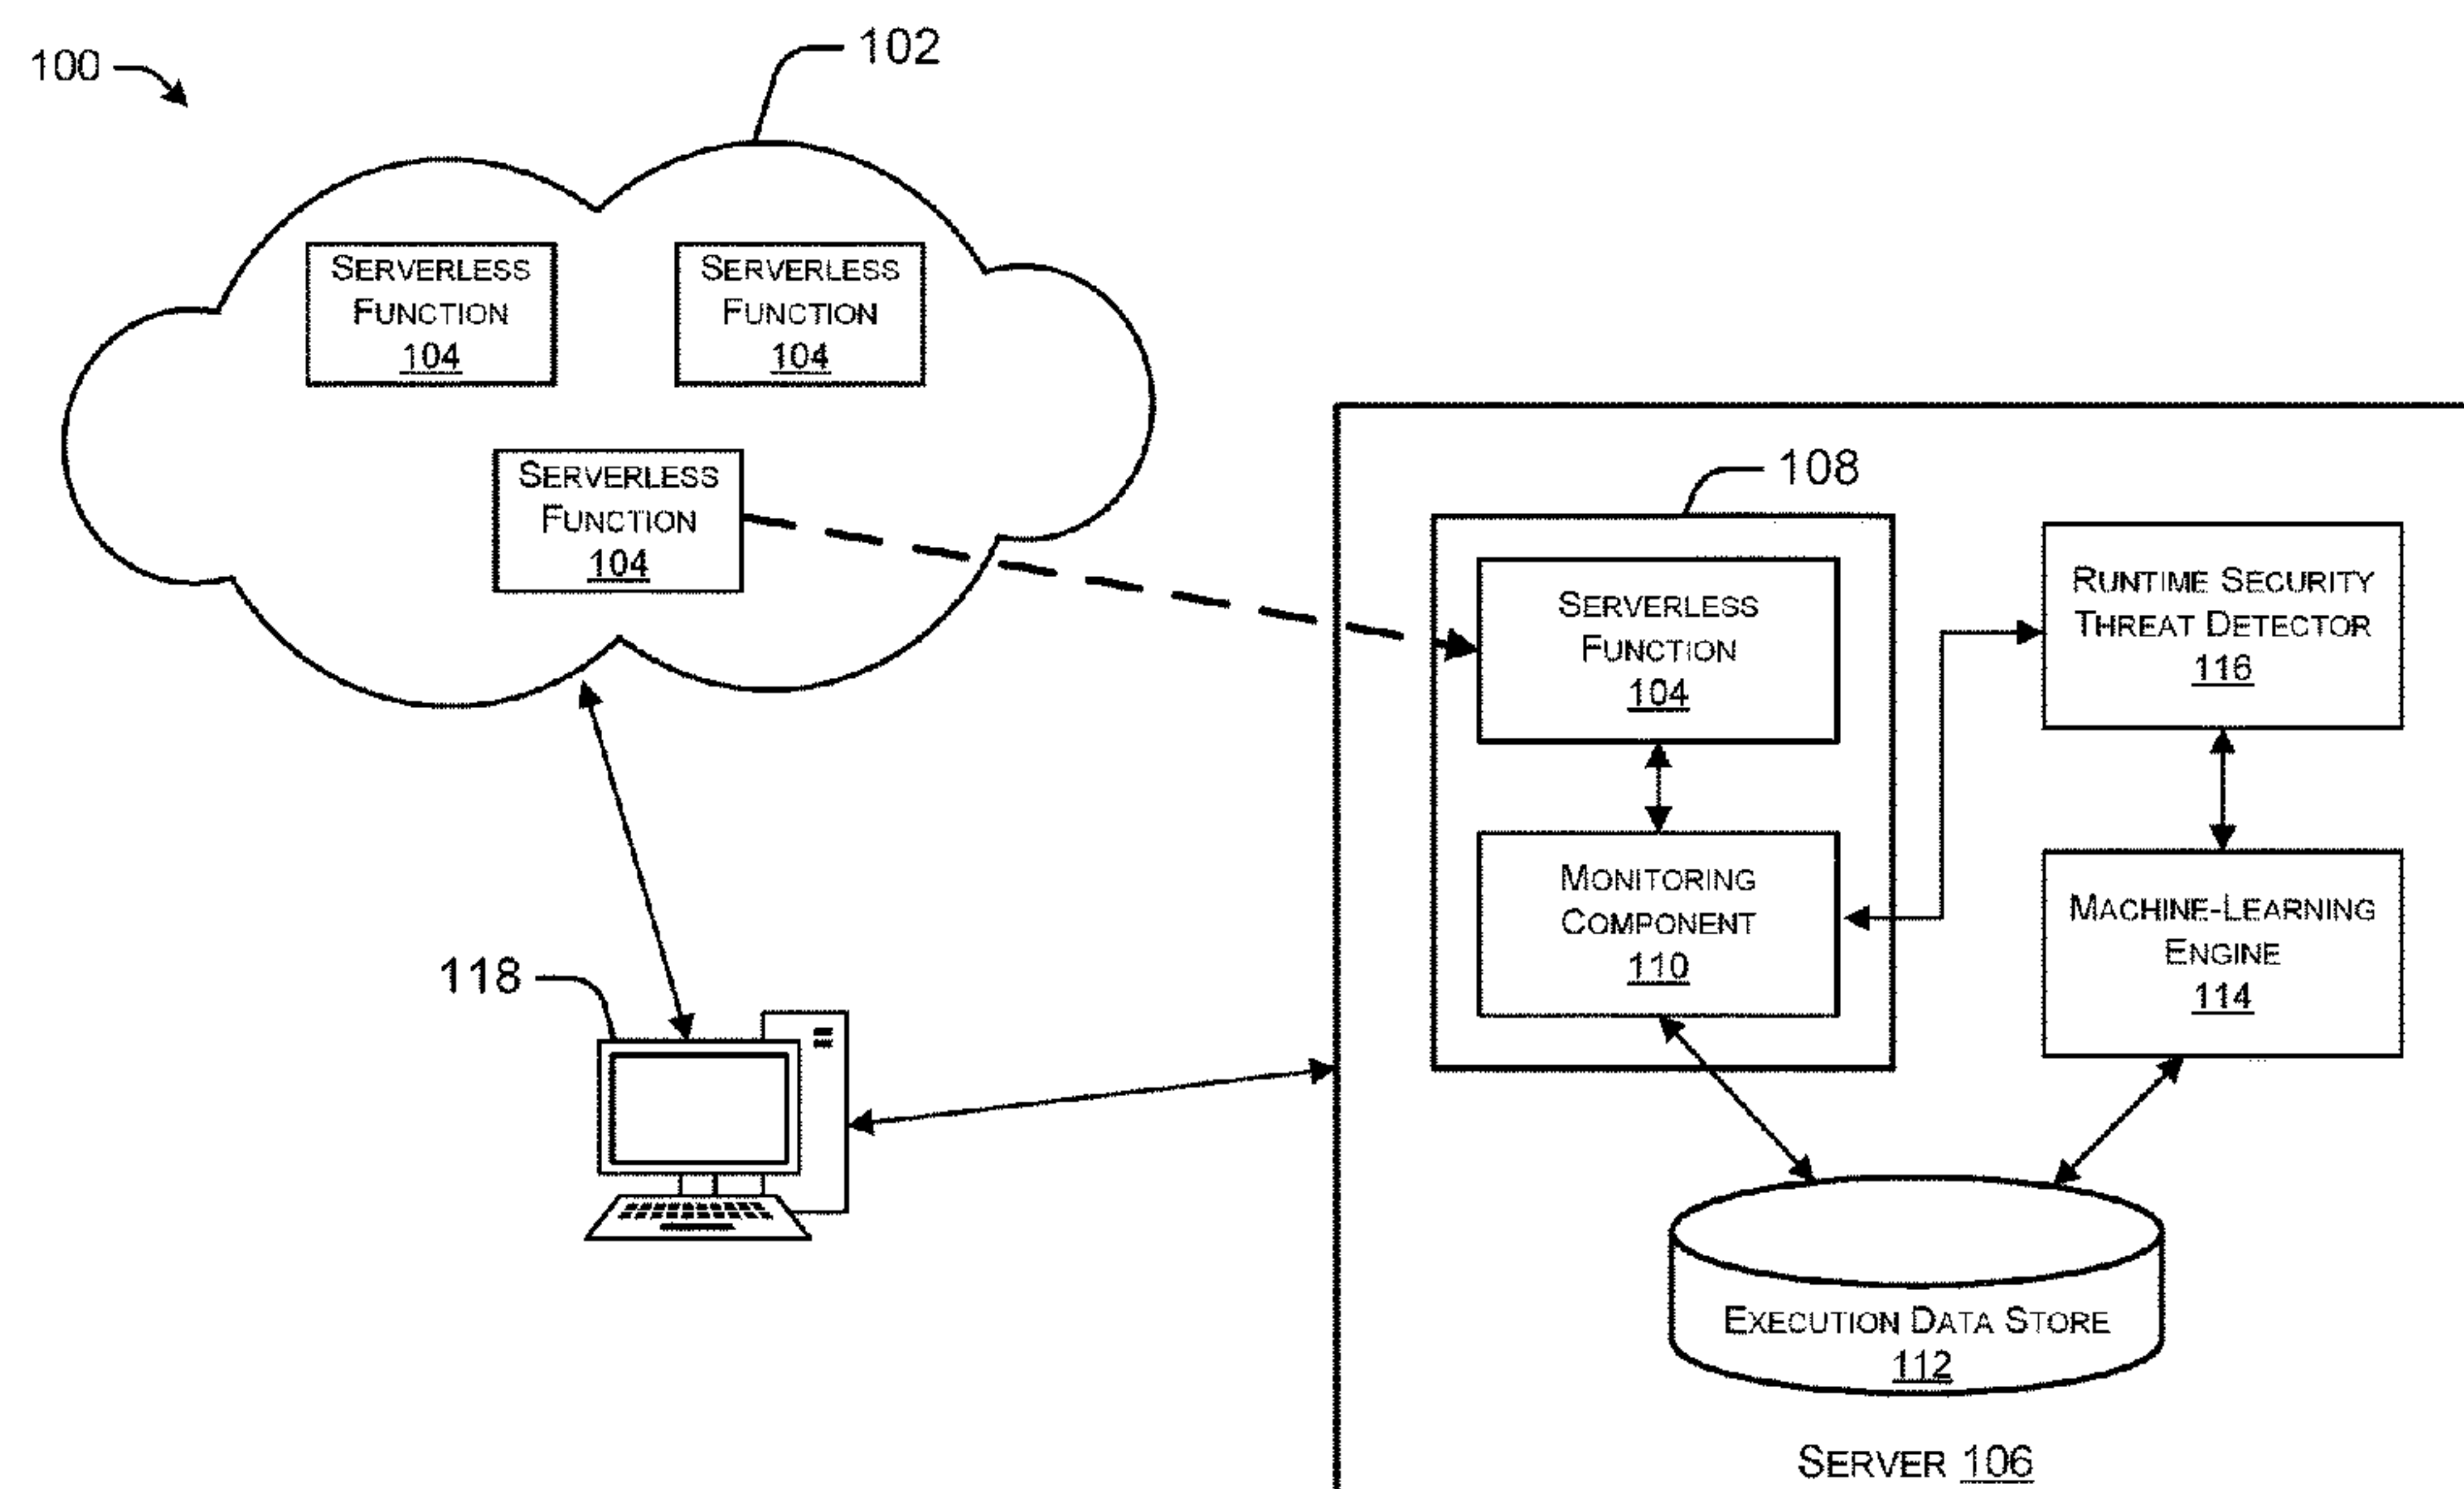 100
102
SERVERLESS
FUNCTION
104
SERVERLESS
FUNCTION
104
SERVERLESS
FUNCTION
104
108
SERVERLESS
FUNCTION
104
RUNTIME SECURITY
THREAT DETECTOR
116
MONITORING
COMPONENT
110
MACHINE-LEARNING
ENGINE
114
118
EXECUTION DATA STORE
112
SERVER 106